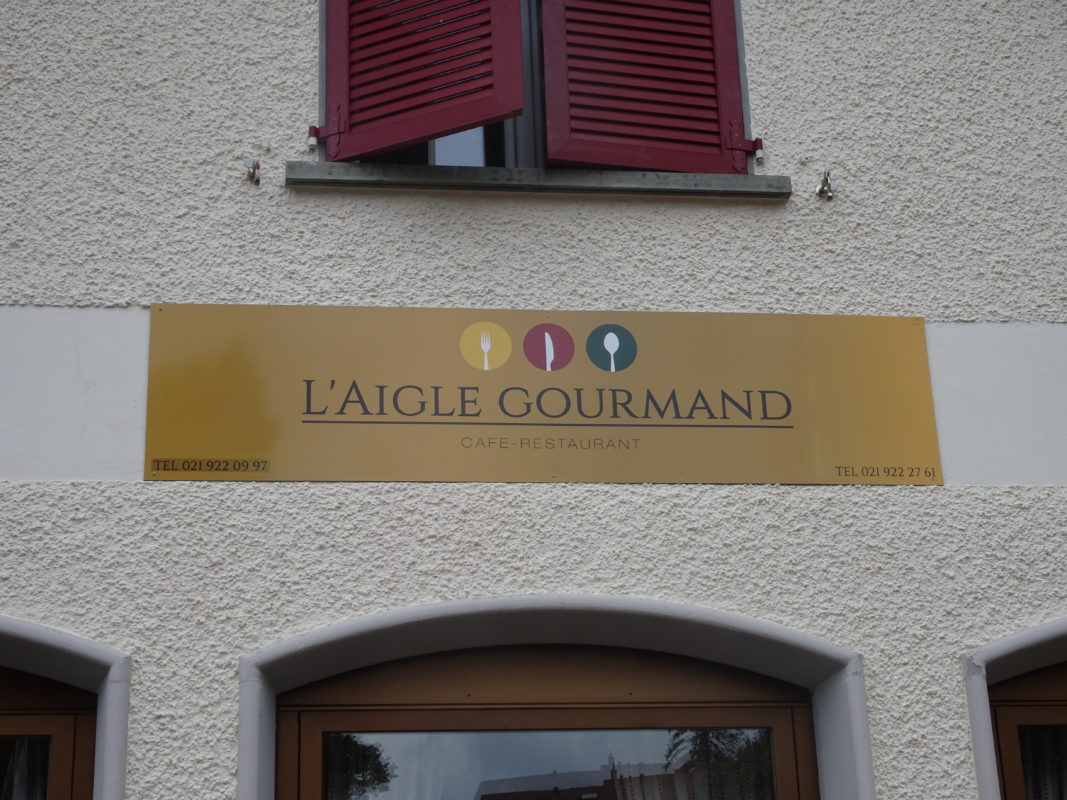 L'AIGLE GOURMAND
CAFE-RESTAURANT
TEL 021 922 09 97
TEL 021 922 27 61